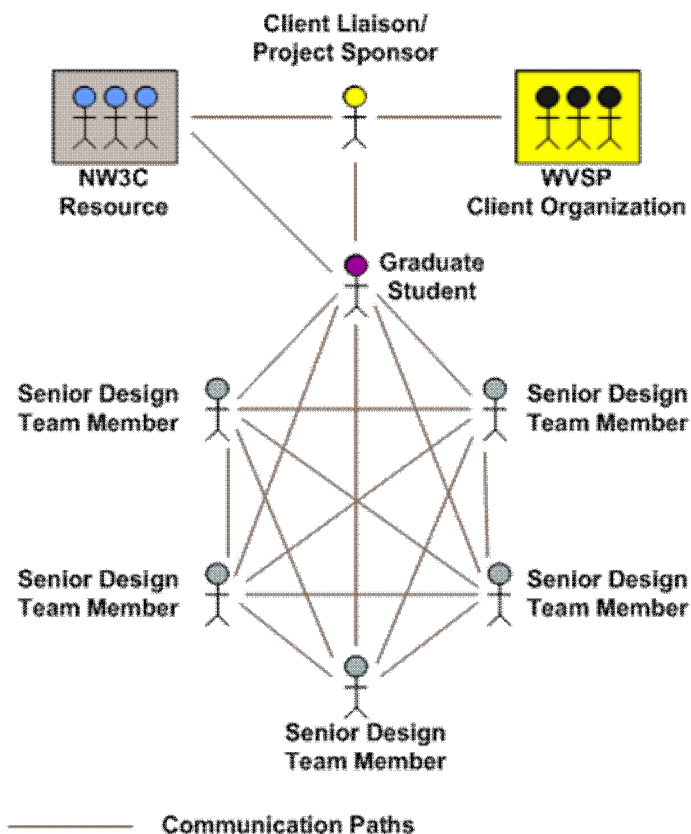 Client Liaison/
Project Sponsor
NW3C
Resource
WVSP
Client Organization
Graduate
Student
Senior Design
Team Member
Senior Design
Team Member
Senior Design
Team Member
Senior Design
Team Member
Senior Design
Team Member
Communication Paths